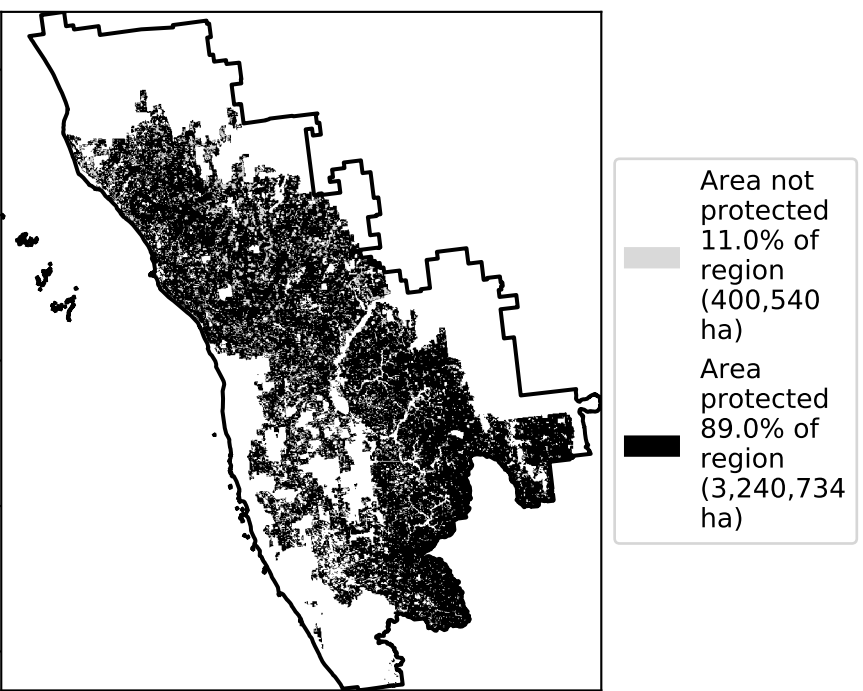 Area not
protected
11.0% of
region
(400,540
ha)
Area
protected
89.0% of
region
(3,240,734
ha)